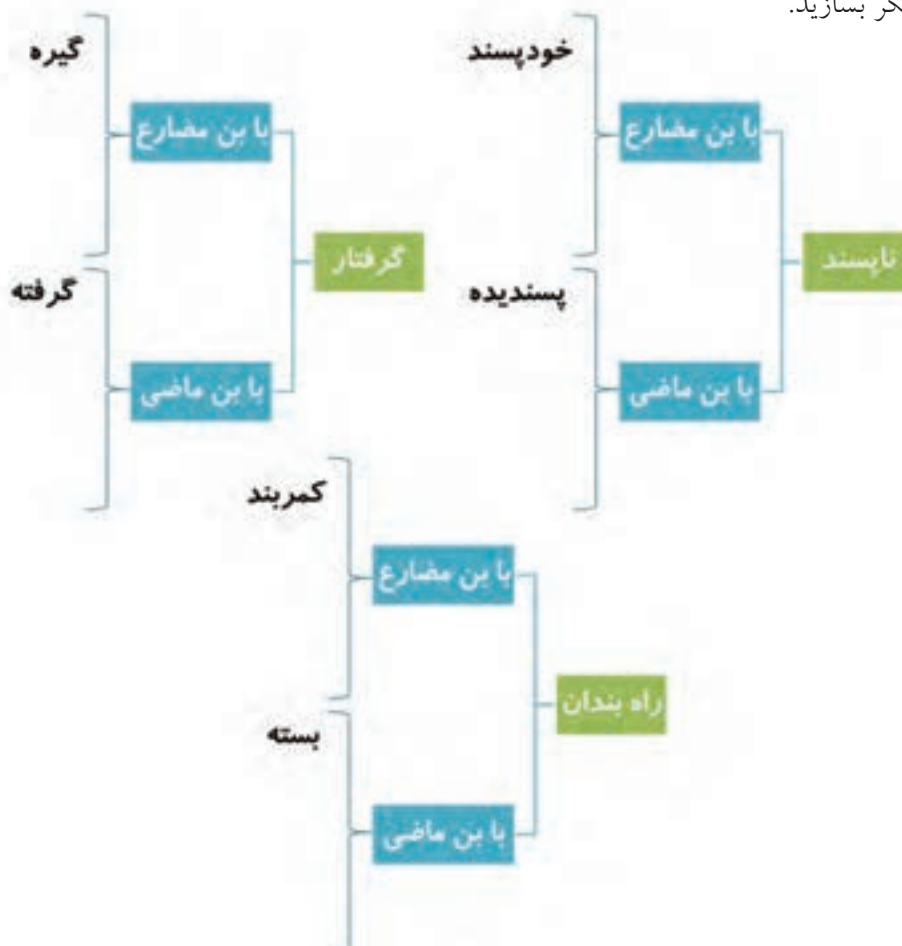 کر بسازید.
خودپسند
با بن مضارع
ناپسند
پسندیده
با بن ماضی
گیره
با بن مضارع
گرفتار
گرفته
با بن ماضی
کمربند
با بن مضارع
راه بندان
بسته
با بن ماضی